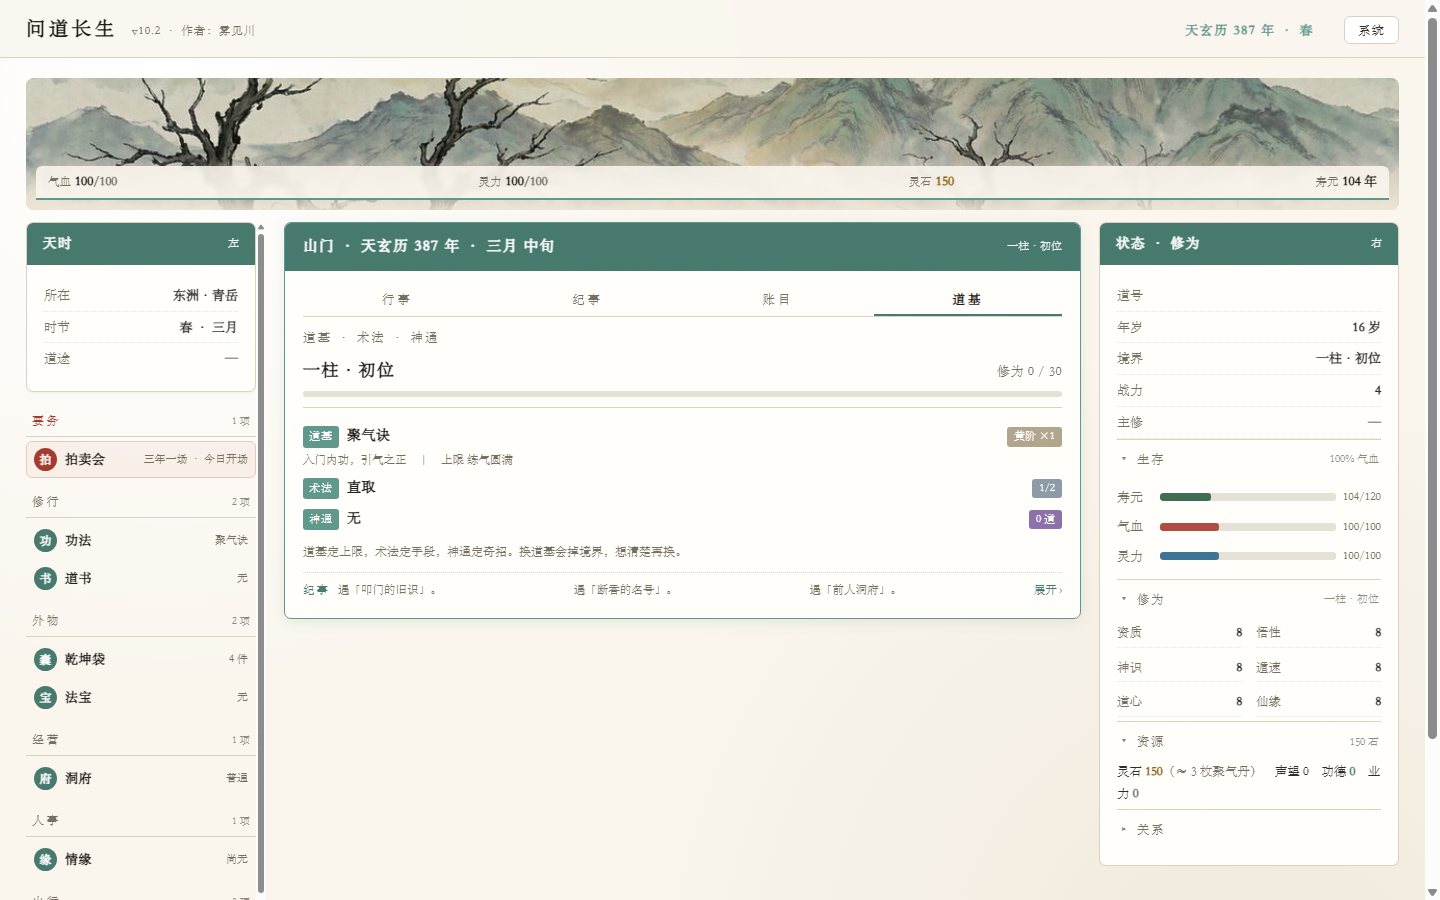 问道长生 v10.2 · 作者：雾见川
天玄历 387 年 · 春 系统
气血 100/100 灵力 100/100 灵石 150 寿元 104 年
天时 左
所在 东洲 · 青岳
时节 春 · 三月
道途 —
要务 1 项
拍 拍卖会 三年一场 · 今日开场
修行 2 项
功 功法 聚气诀
书 道书 无
外物 2 项
囊 乾坤袋 4 件
宝 法宝 无
经营 1 项
府 洞府 普通
人事 1 项
缘 情缘 尚无
山门 · 天玄历 387 年 · 三月 中旬 一柱 · 初位
行事 纪事 账目 道基
道基 · 术法 · 神通
一柱 · 初位 修为 0 / 30
道基 聚气诀 黄阶 ×1
入门内功，引气之正 | 上限 练气圆满
术法 直取 1/2
神通 无 0 道
道基定上限，术法定手段，神通定奇招。换道基会掉境界，想清楚再换。
纪事 遇「叩门的旧识」。 遇「断香的名号」。 遇「前人洞府」。 展开 ›
状态 · 修为 右
道号
年岁 16 岁
境界 一柱 · 初位
战力 4
主修 —
生存 100% 气血
寿元 104/120
气血 100/100
灵力 100/100
修为 一柱 · 初位
资质 8 悟性 8
神识 8 遁速 8
道心 8 仙缘 8
资源 150 石
灵石 150（～ 3 枚聚气丹） 声望 0 功德 0 业
力 0
关系